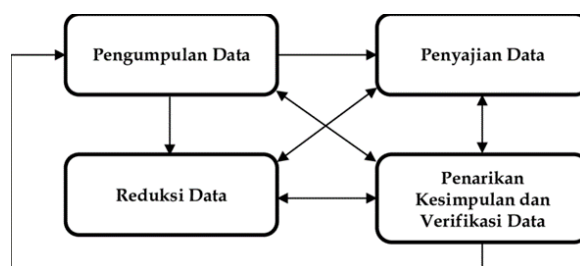 Pengumpulan Data
Penyajian Data
Reduksi Data
Penarikan
Kesimpulan dan
Verifikasi Data